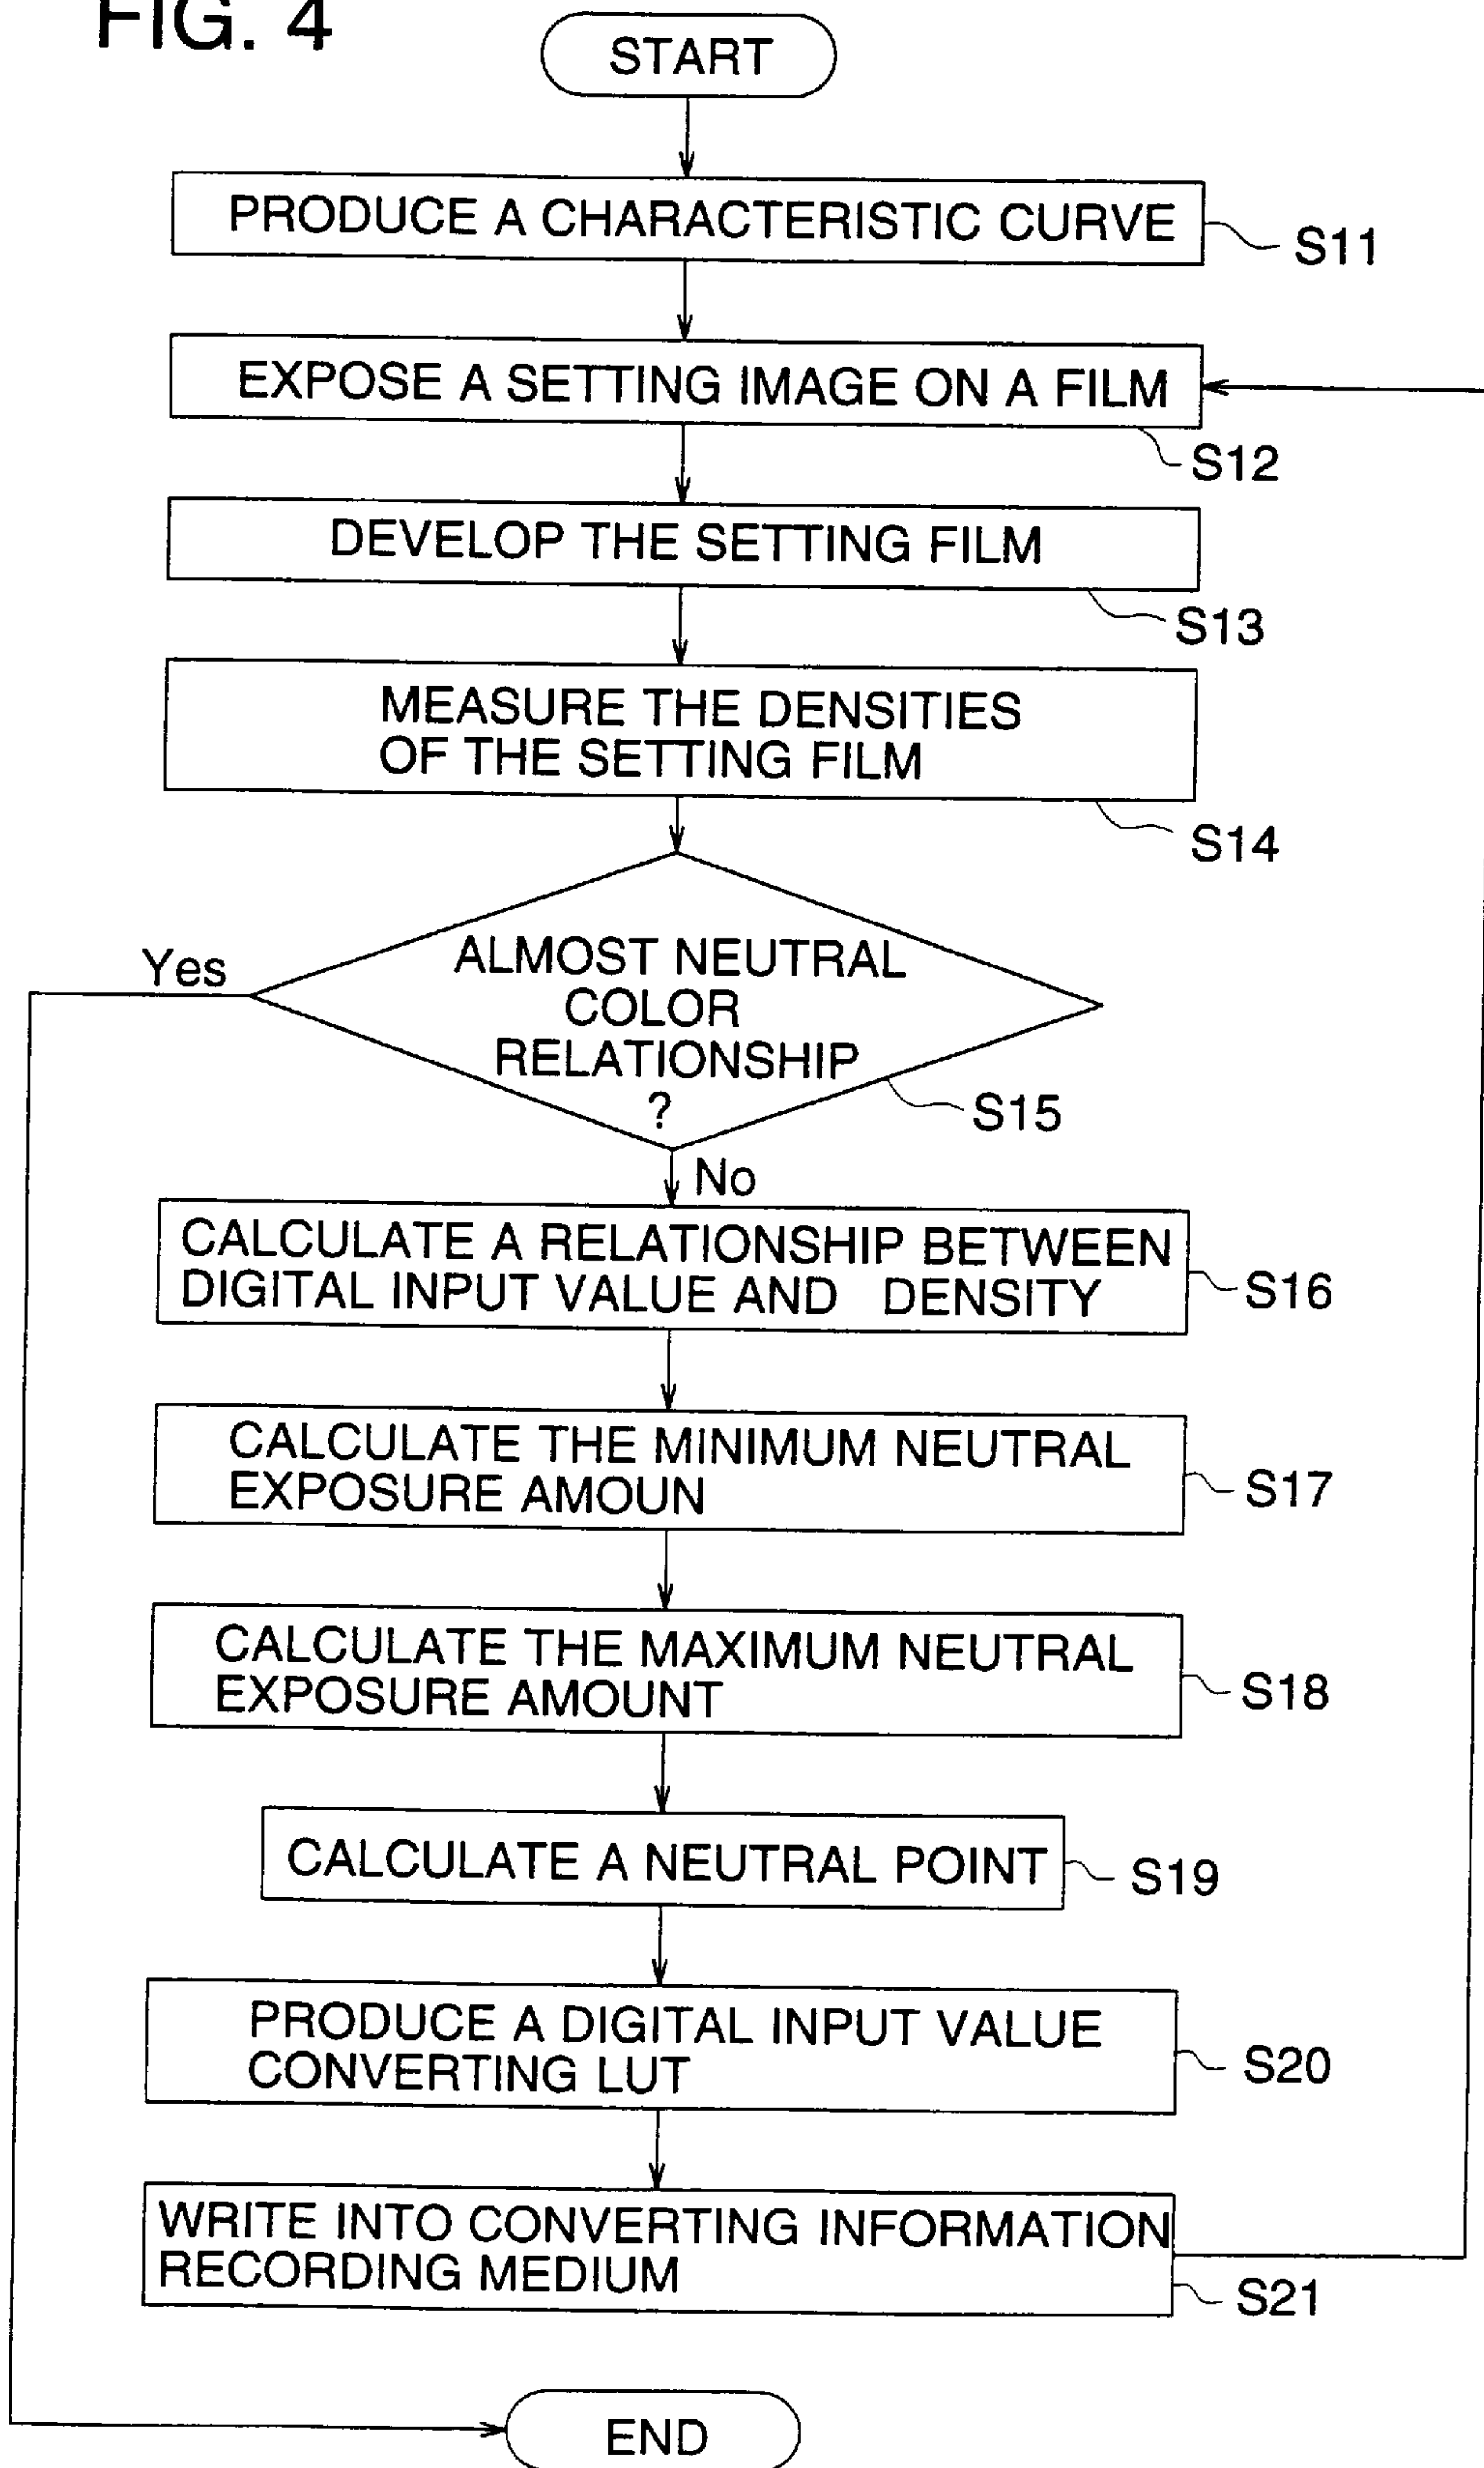 FIG. 4
START
PRODUCE A CHARACTERISTIC CURVE
S11
EXPOSE A SETTING IMAGE ON A FILM
S12
DEVELOP THE SETTING FILM
S13
MEASURE THE DENSITIES
OF THE SETTING FILM
S14
Yes
ALMOST NEUTRAL
COLOR
RELATIONSHIP
?
S15
No
CALCULATE A RELATIONSHIP BETWEEN
DIGITAL INPUT VALUE AND DENSITY
S16
CALCULATE THE MINIMUM NEUTRAL
EXPOSURE AMOUN
S17
CALCULATE THE MAXIMUM NEUTRAL
EXPOSURE AMOUNT
S18
CALCULATE A NEUTRAL POINT
S19
PRODUCE A DIGITAL INPUT VALUE
CONVERTING LUT
S20
WRITE INTO CONVERTING INFORMATION
RECORDING MEDIUM
S21
END